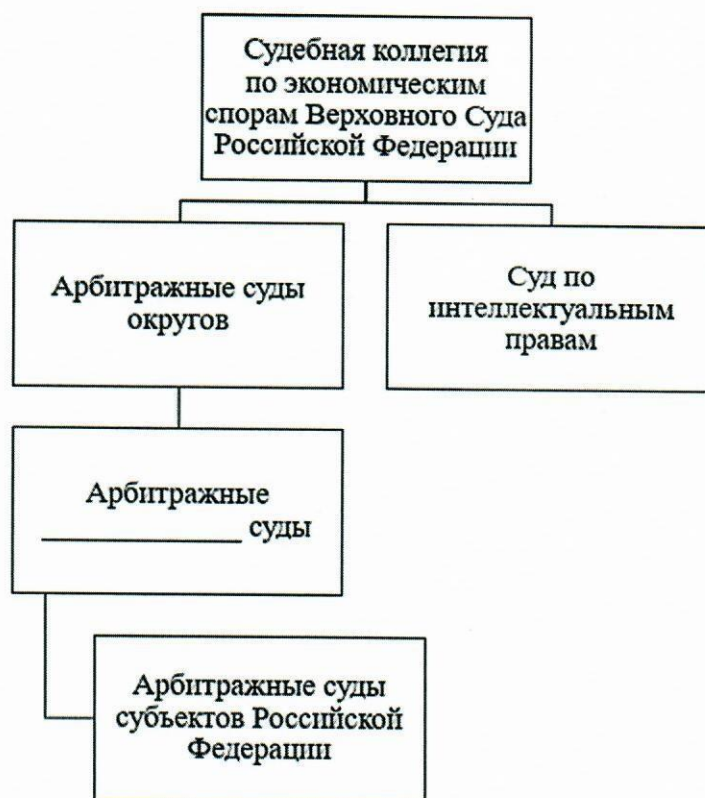 Судебная коллегия
по экономическим
спорам Верховного Суда
Российской Федерации
Арбитражные суды
округов
Суд по
интеллектуальным
правам
Арбитражные
______________ суды
Арбитражные суды
субъектов Российской
Федерации